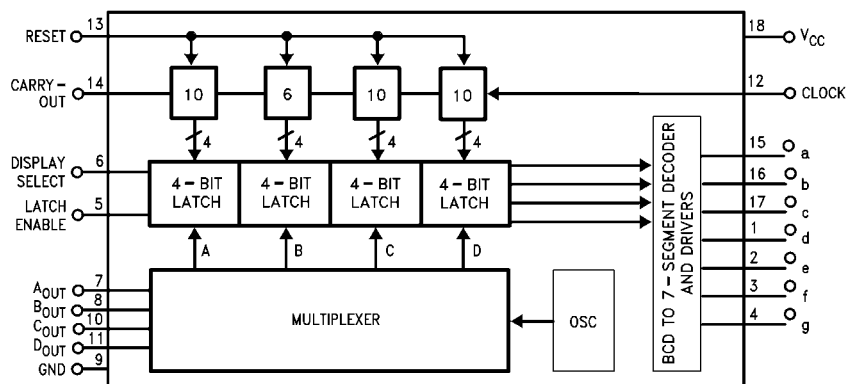 13
RESET
18
VCC
14
CARRY-
OUT
10
6
10
10
12
CLOCK
4
4
4
4
6
DISPLAY
SELECT
5
LATCH
ENABLE
4-BIT
LATCH
4-BIT
LATCH
4-BIT
LATCH
4-BIT
LATCH
A
B
C
D
BCD TO 7-SEGMENT DECODER
AND DRIVERS
15
a
16
b
17
c
1
d
2
e
3
f
4
g
AOUT
7
BOUT
8
COUT
10
DOUT
11
GND
9
MULTIPLEXER
OSC